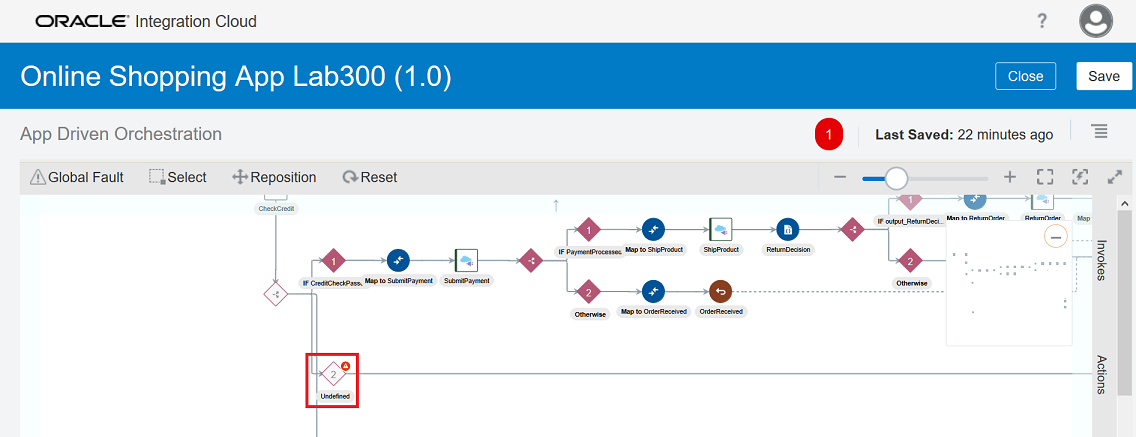 ORACLE Integration Cloud
?
Online Shopping App Lab300 (1.0)
Close
Save
App Driven Orchestration
1
Last Saved: 22 minutes ago
Global Fault
Select
Reposition
Reset
CheckCredit
1
IF output_ReturnDeci...
Map to ReturnOrder
ReturnOrder
Map
1
IF PaymentProcesses
Map to ShipProduct
ShipProduct
ReturnDecision
1
IF CreditCheckPass...
Map to SubmitPayment
SubmitPayment
2
Otherwise
2
Otherwise
Map to OrderReceived
OrderReceived
2
Undefined
Invokes
Actions